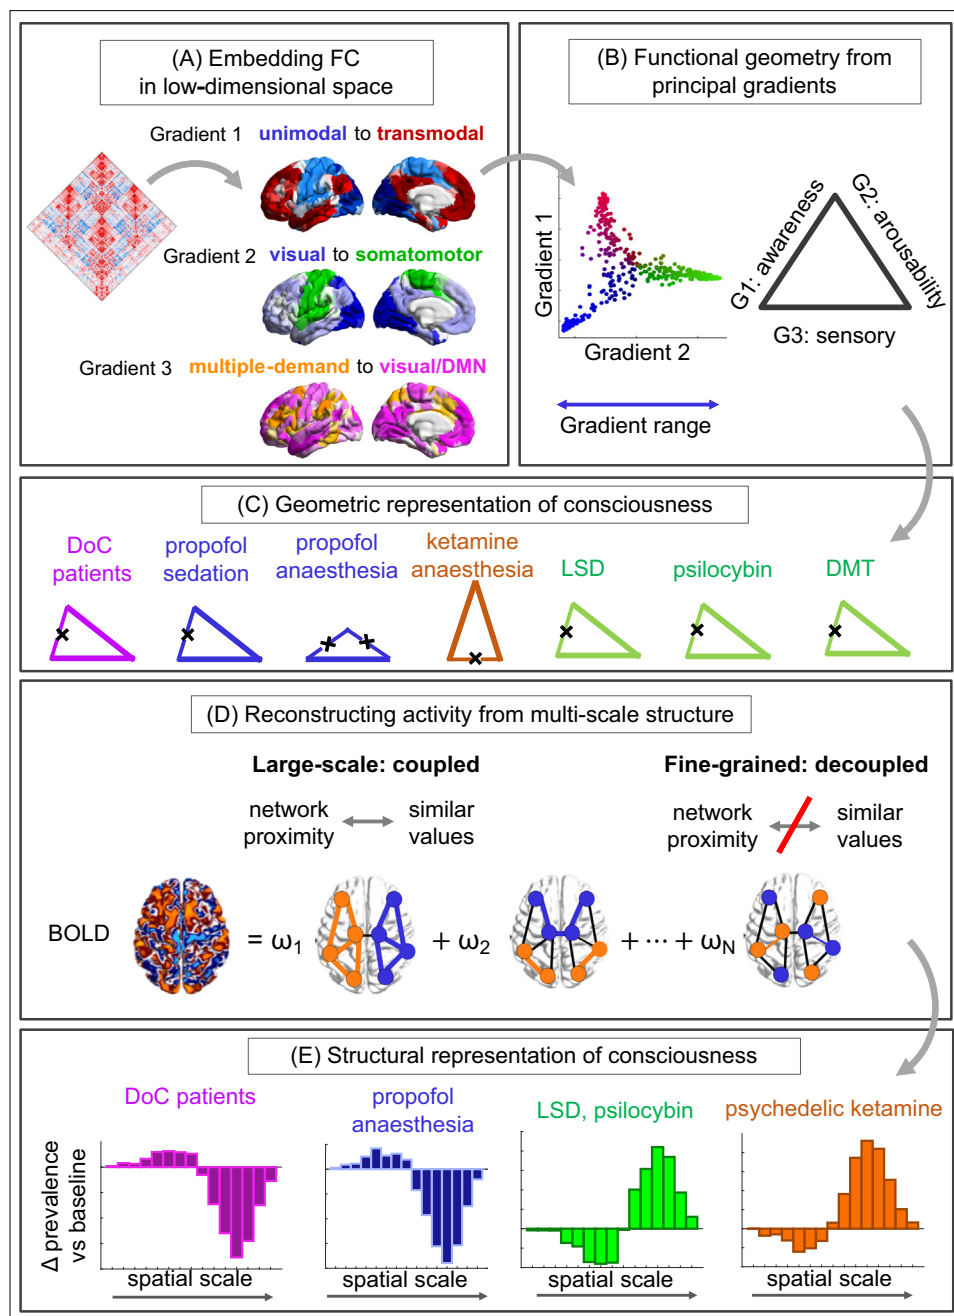 (A) Embedding FC
in low-dimensional space
Gradient 1 unimodal to transmodal
Gradient 2 visual to somatomotor
Gradient 3 multiple-demand to visual/DMN
(B) Functional geometry from
principal gradients
Gradient 1
Gradient 2
Gradient range
G1: awareness
G2: arousability
G3: sensory
(C) Geometric representation of consciousness
DoC
patients
propofol
sedation
propofol
anaesthesia
ketamine
anaesthesia
LSD
psilocybin
DMT
(D) Reconstructing activity from multi-scale structure
Large-scale: coupled
network
proximity
similar
values
Fine-grained: decoupled
network
proximity
similar
values
BOLD = ω1 + ω2 + ··· + ωN
(E) Structural representation of consciousness
DoC patients
propofol
anaesthesia
LSD, psilocybin
psychedelic ketamine
Δ prevalence
vs baseline
spatial scale
spatial scale
spatial scale
spatial scale